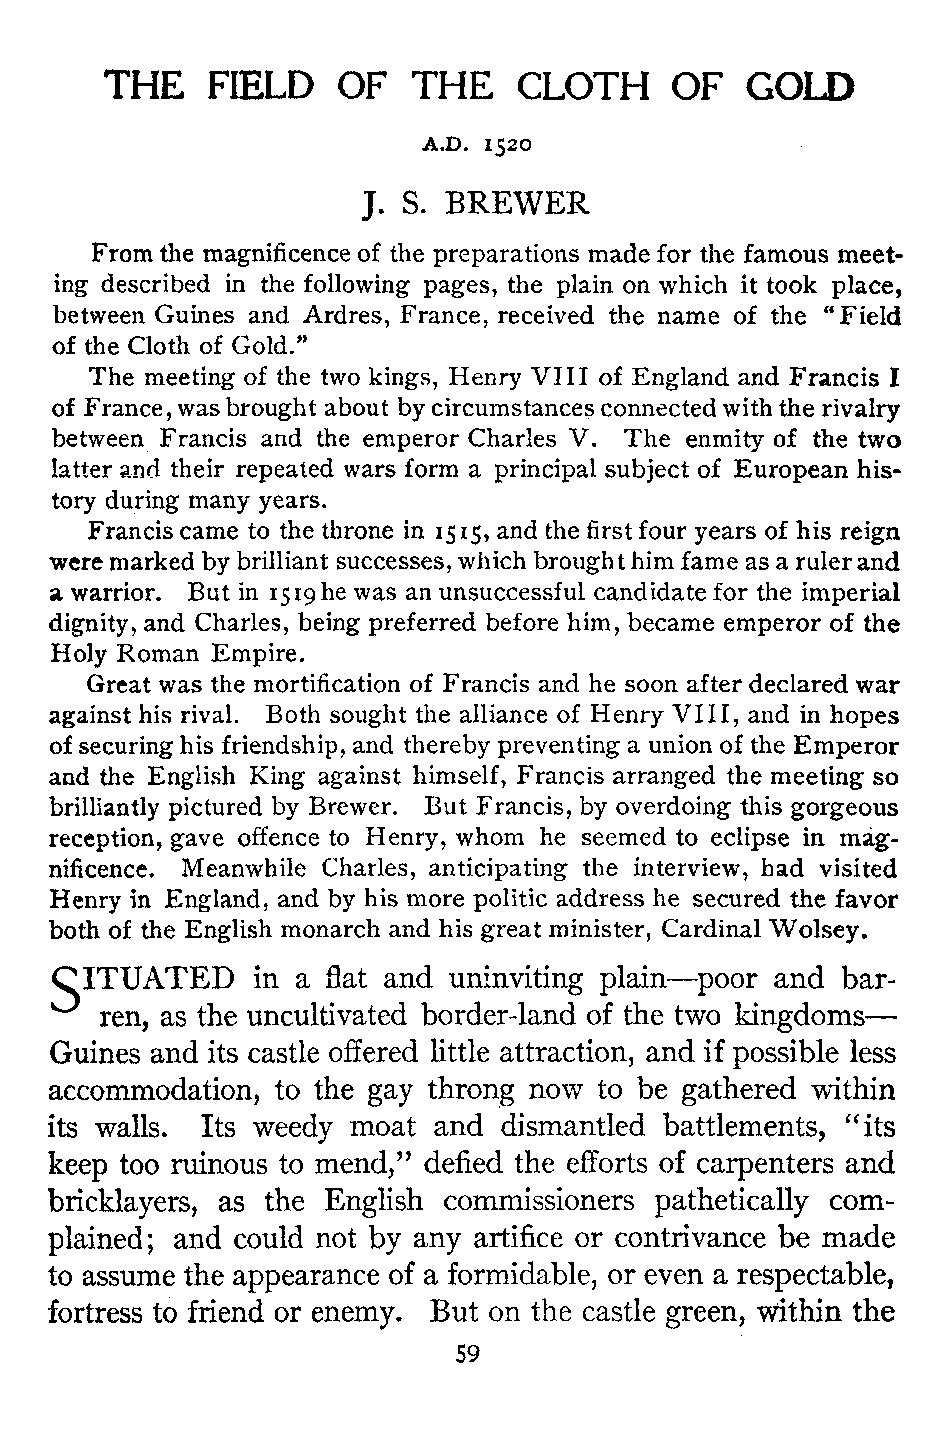 THE FIELD OF THE CLOTH OF GOLD
A.D. 1520
J. S. BREWER
From the magnificence of the preparations made for the famous meet-
ing described in the following pages, the plain on which it took place,
between Guines and Ardres, France, received the name of the "Field
of the Cloth of Gold."
The meeting of the two kings, Henry VIII of England and Francis I
of France, was brought about by circumstances connected with the rivalry
between Francis and the emperor Charles V. The enmity of the two
latter and their repeated wars form a principal subject of European his-
tory during many years.
Francis came to the throne in 1515, and the first four years of his reign
were marked by brilliant successes, which brought him fame as a ruler and
a warrior. But in 1519 he was an unsuccessful candidate for the imperial
dignity, and Charles, being preferred before him, became emperor of the
Holy Roman Empire.
Great was the mortification of Francis and he soon after declared war
against his rival. Both sought the alliance of Henry VIII, and in hopes
of securing his friendship, and thereby preventing a union of the Emperor
and the English King against himself, Francis arranged the meeting so
brilliantly pictured by Brewer. But Francis, by overdoing this gorgeous
reception, gave offence to Henry, whom he seemed to eclipse in mag-
nificence. Meanwhile Charles, anticipating the interview, had visited
Henry in England, and by his more politic address he secured the favor
both of the English monarch and his great minister, Cardinal Wolsey.
SITUATED in a flat and uninviting plain—poor and bar-
ren, as the uncultivated border-land of the two kingdoms—
Guines and its castle offered little attraction, and if possible less
accommodation, to the gay throng now to be gathered within
its walls. Its weedy moat and dismantled battlements, "its
keep too ruinous to mend," defied the efforts of carpenters and
bricklayers, as the English commissioners pathetically com-
plained; and could not by any artifice or contrivance be made
to assume the appearance of a formidable, or even a respectable,
fortress to friend or enemy. But on the castle green, within the
59